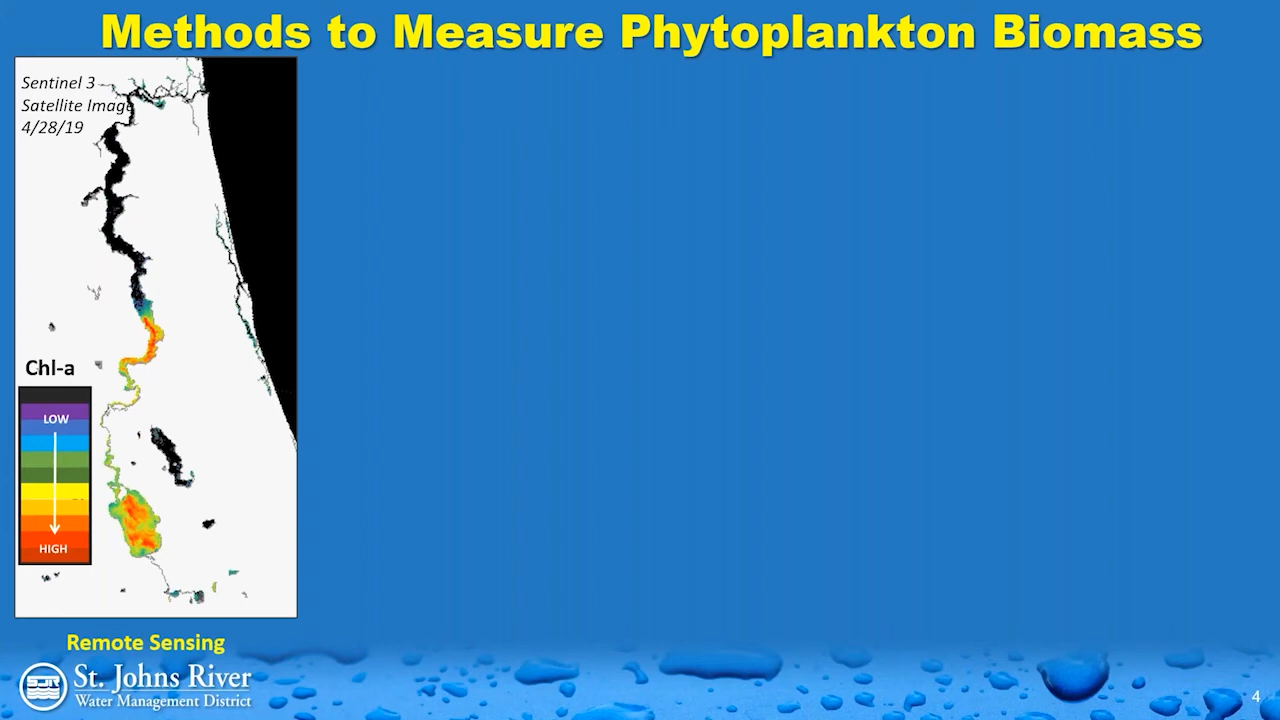 Methods to Measure Phytoplankton Biomass
Sentinel 3
Satellite Image
4/28/19
Chl-a
LOW
HIGH
Remote Sensing
St. Johns River
Water Management District
4